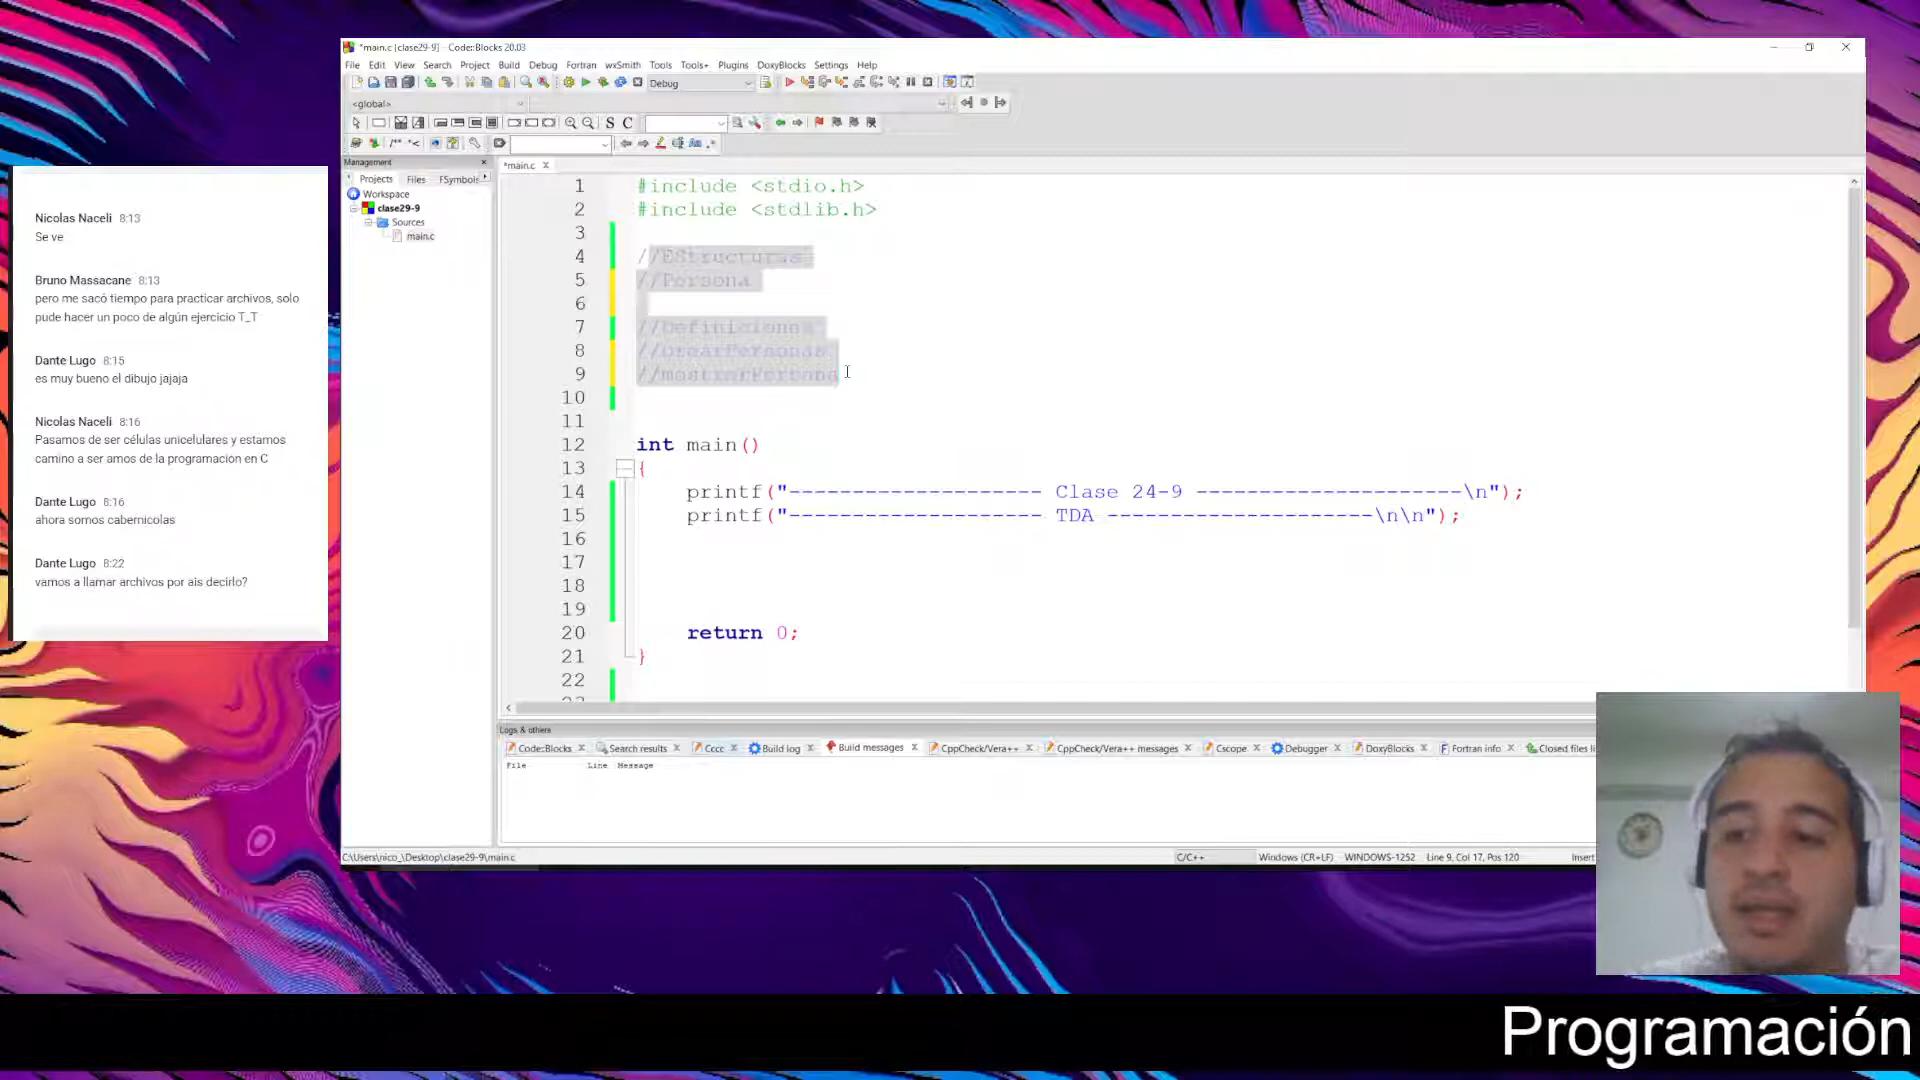 *main.c [clase29-9] - Code::Blocks 20.03
File Edit View Search Project Build Debug Fortran wxSmith Tools Tools+ Plugins DoxyBlocks Settings Help
Debug
<global>
S C
Management
Projects Files FSymbols
Workspace
clase29-9
Sources
main.c
*main.c
1 #include <stdio.h>
2 #include <stdlib.h>
3
4 //EStructuras
5 //Persona
6
7 //Definiciones
8 //crearPersonas
9 //mostrarPersona
10
11
12 int main()
13 {
14 printf("-------------------- Clase 24-9 ---------------------\n");
15 printf("-------------------- TDA ---------------------\n\n");
16
17
18
19
20 return 0;
21 }
22
Logs & others
Code::Blocks Search results Cccc Build log Build messages CppCheck/Vera++ CppCheck/Vera++ messages Cscope Debugger DoxyBlocks Fortran info Closed files li
File Line Message
C:\Users\nico_\Desktop\clase29-9\main.c C/C++ Windows (CR+LF) WINDOWS-1252 Line 9, Col 17, Pos 120 Insert
Nicolas Naceli 8:13
Se ve
Bruno Massacane 8:13
pero me sacó tiempo para practicar archivos, solo
pude hacer un poco de algún ejercicio T_T
Dante Lugo 8:15
es muy bueno el dibujo jajaja
Nicolas Naceli 8:16
Pasamos de ser células unicelulares y estamos
camino a ser amos de la programacion en C
Dante Lugo 8:16
ahora somos cabernicolas
Dante Lugo 8:22
vamos a llamar archivos por ais decirlo?
Programación